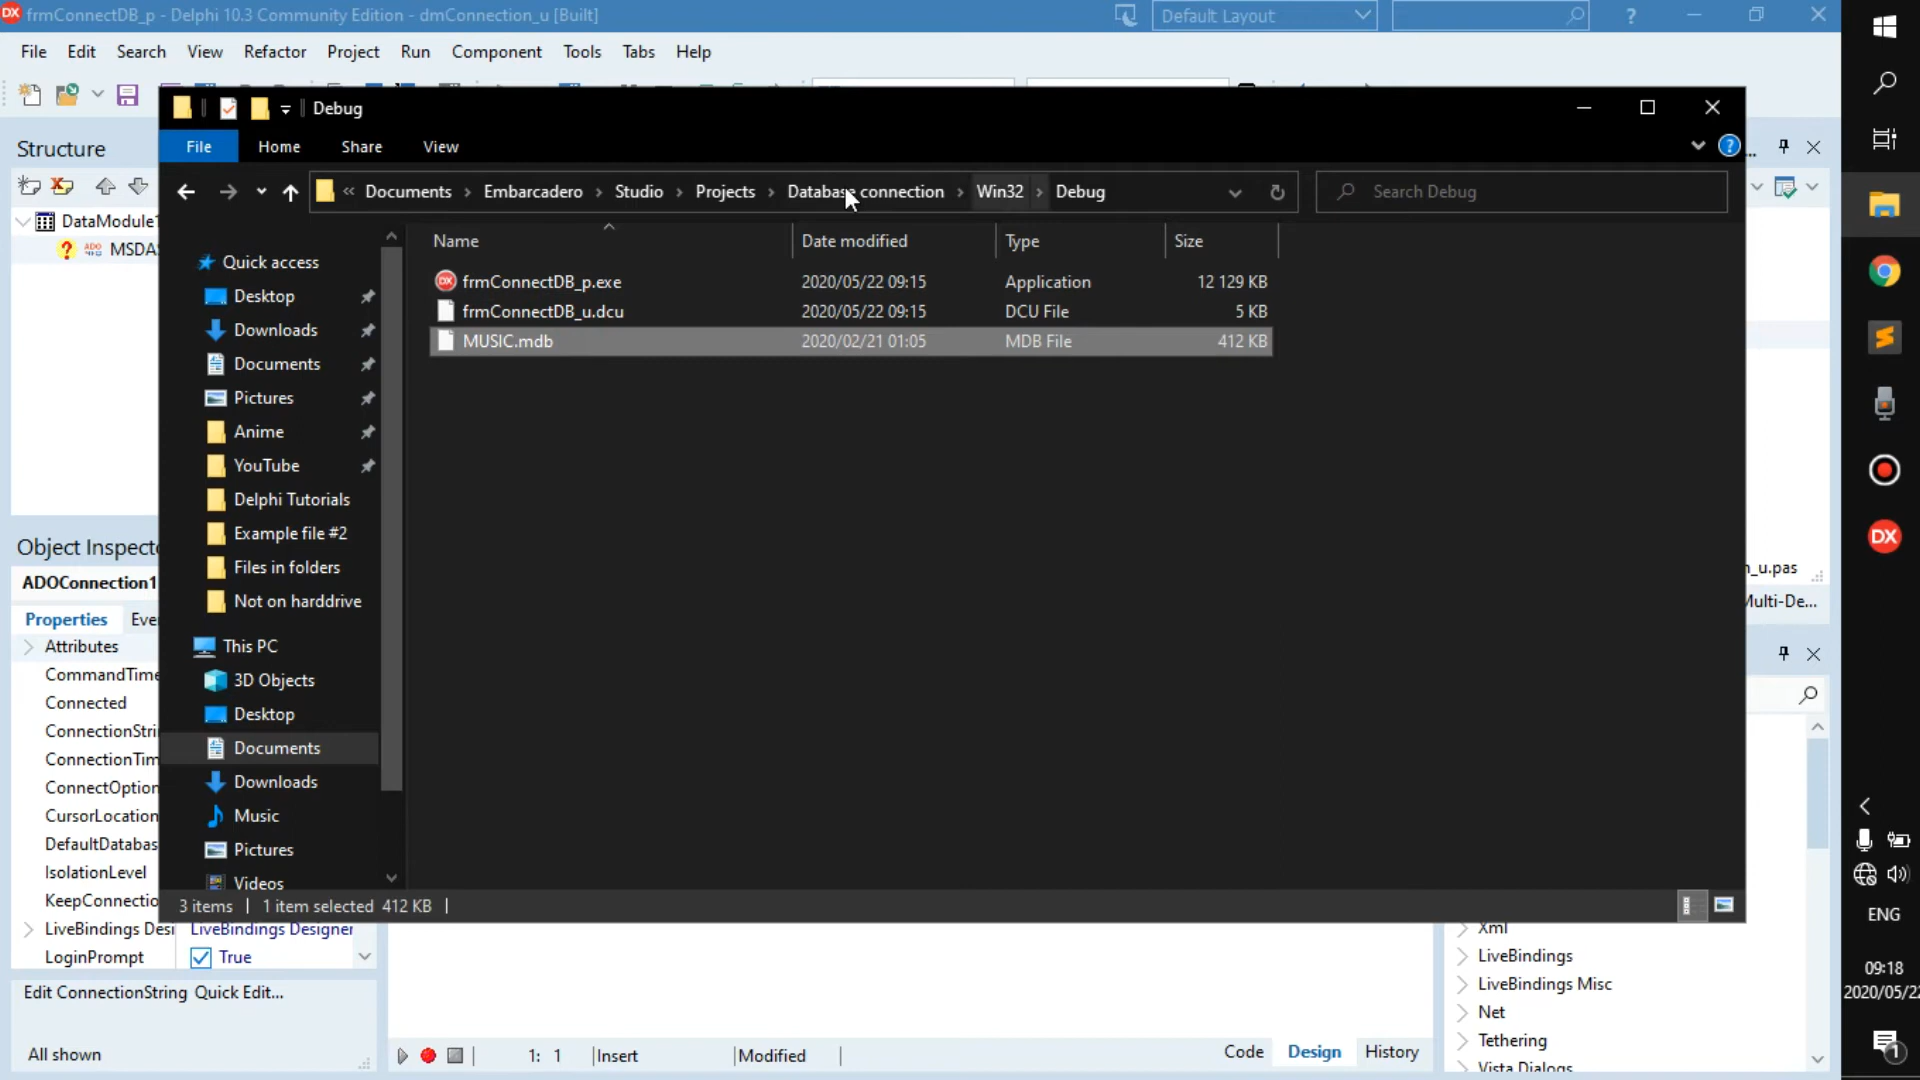 frmConnectDB_p - Delphi 10.3 Community Edition - dmConnection_u [Built]
Default Layout
?
File Edit Search View Refactor Project Run Component Tools Tabs Help
Debug
File Home Share View
?
Structure
« Documents > Embarcadero > Studio > Projects > Database connection > Win32 > Debug
Search Debug
DataModule1
? ADO MSDAS
Name Date modified Type Size
frmConnectDB_p.exe 2020/05/22 09:15 Application 12 129 KB
frmConnectDB_u.dcu 2020/05/22 09:15 DCU File 5 KB
MUSIC.mdb 2020/02/21 01:05 MDB File 412 KB
Quick access
Desktop
Downloads
Documents
Pictures
Anime
YouTube
Delphi Tutorials
Example file #2
Files in folders
Not on harddrive
This PC
3D Objects
Desktop
Documents
Downloads
Music
Pictures
Videos
3 items 1 item selected 412 KB
Object Inspecto
ADOConnection1
Properties Eve
Attributes
CommandTime
Connected
ConnectionStri
ConnectionTim
ConnectOption
CursorLocation
DefaultDatabas
IsolationLevel
KeepConnectio
LiveBindings Desi LiveBindings Designer
LoginPrompt True
Edit ConnectionString Quick Edit...
All shown
1: 1 Insert Modified
Code Design History
_u.pas
Multi-De...
Xml
LiveBindings
LiveBindings Misc
Net
Tethering
Vista Dialogs
DX
DX
ENG
09:18
2020/05/22
1